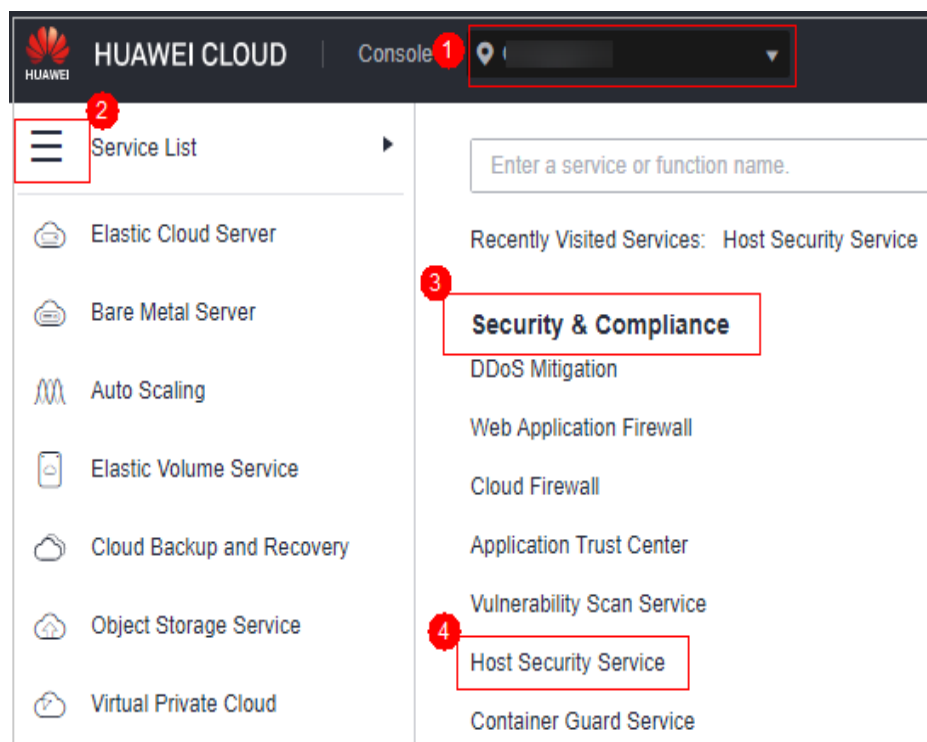 HUAWEI
HUAWEI CLOUD
Console
1
2
Service List
Enter a service or function name.
Elastic Cloud Server
Recently Visited Services: Host Security Service
3
Bare Metal Server
Security & Compliance
DDoS Mitigation
Auto Scaling
Web Application Firewall
Elastic Volume Service
Cloud Firewall
Cloud Backup and Recovery
Application Trust Center
Vulnerability Scan Service
Object Storage Service
4
Host Security Service
Virtual Private Cloud
Container Guard Service